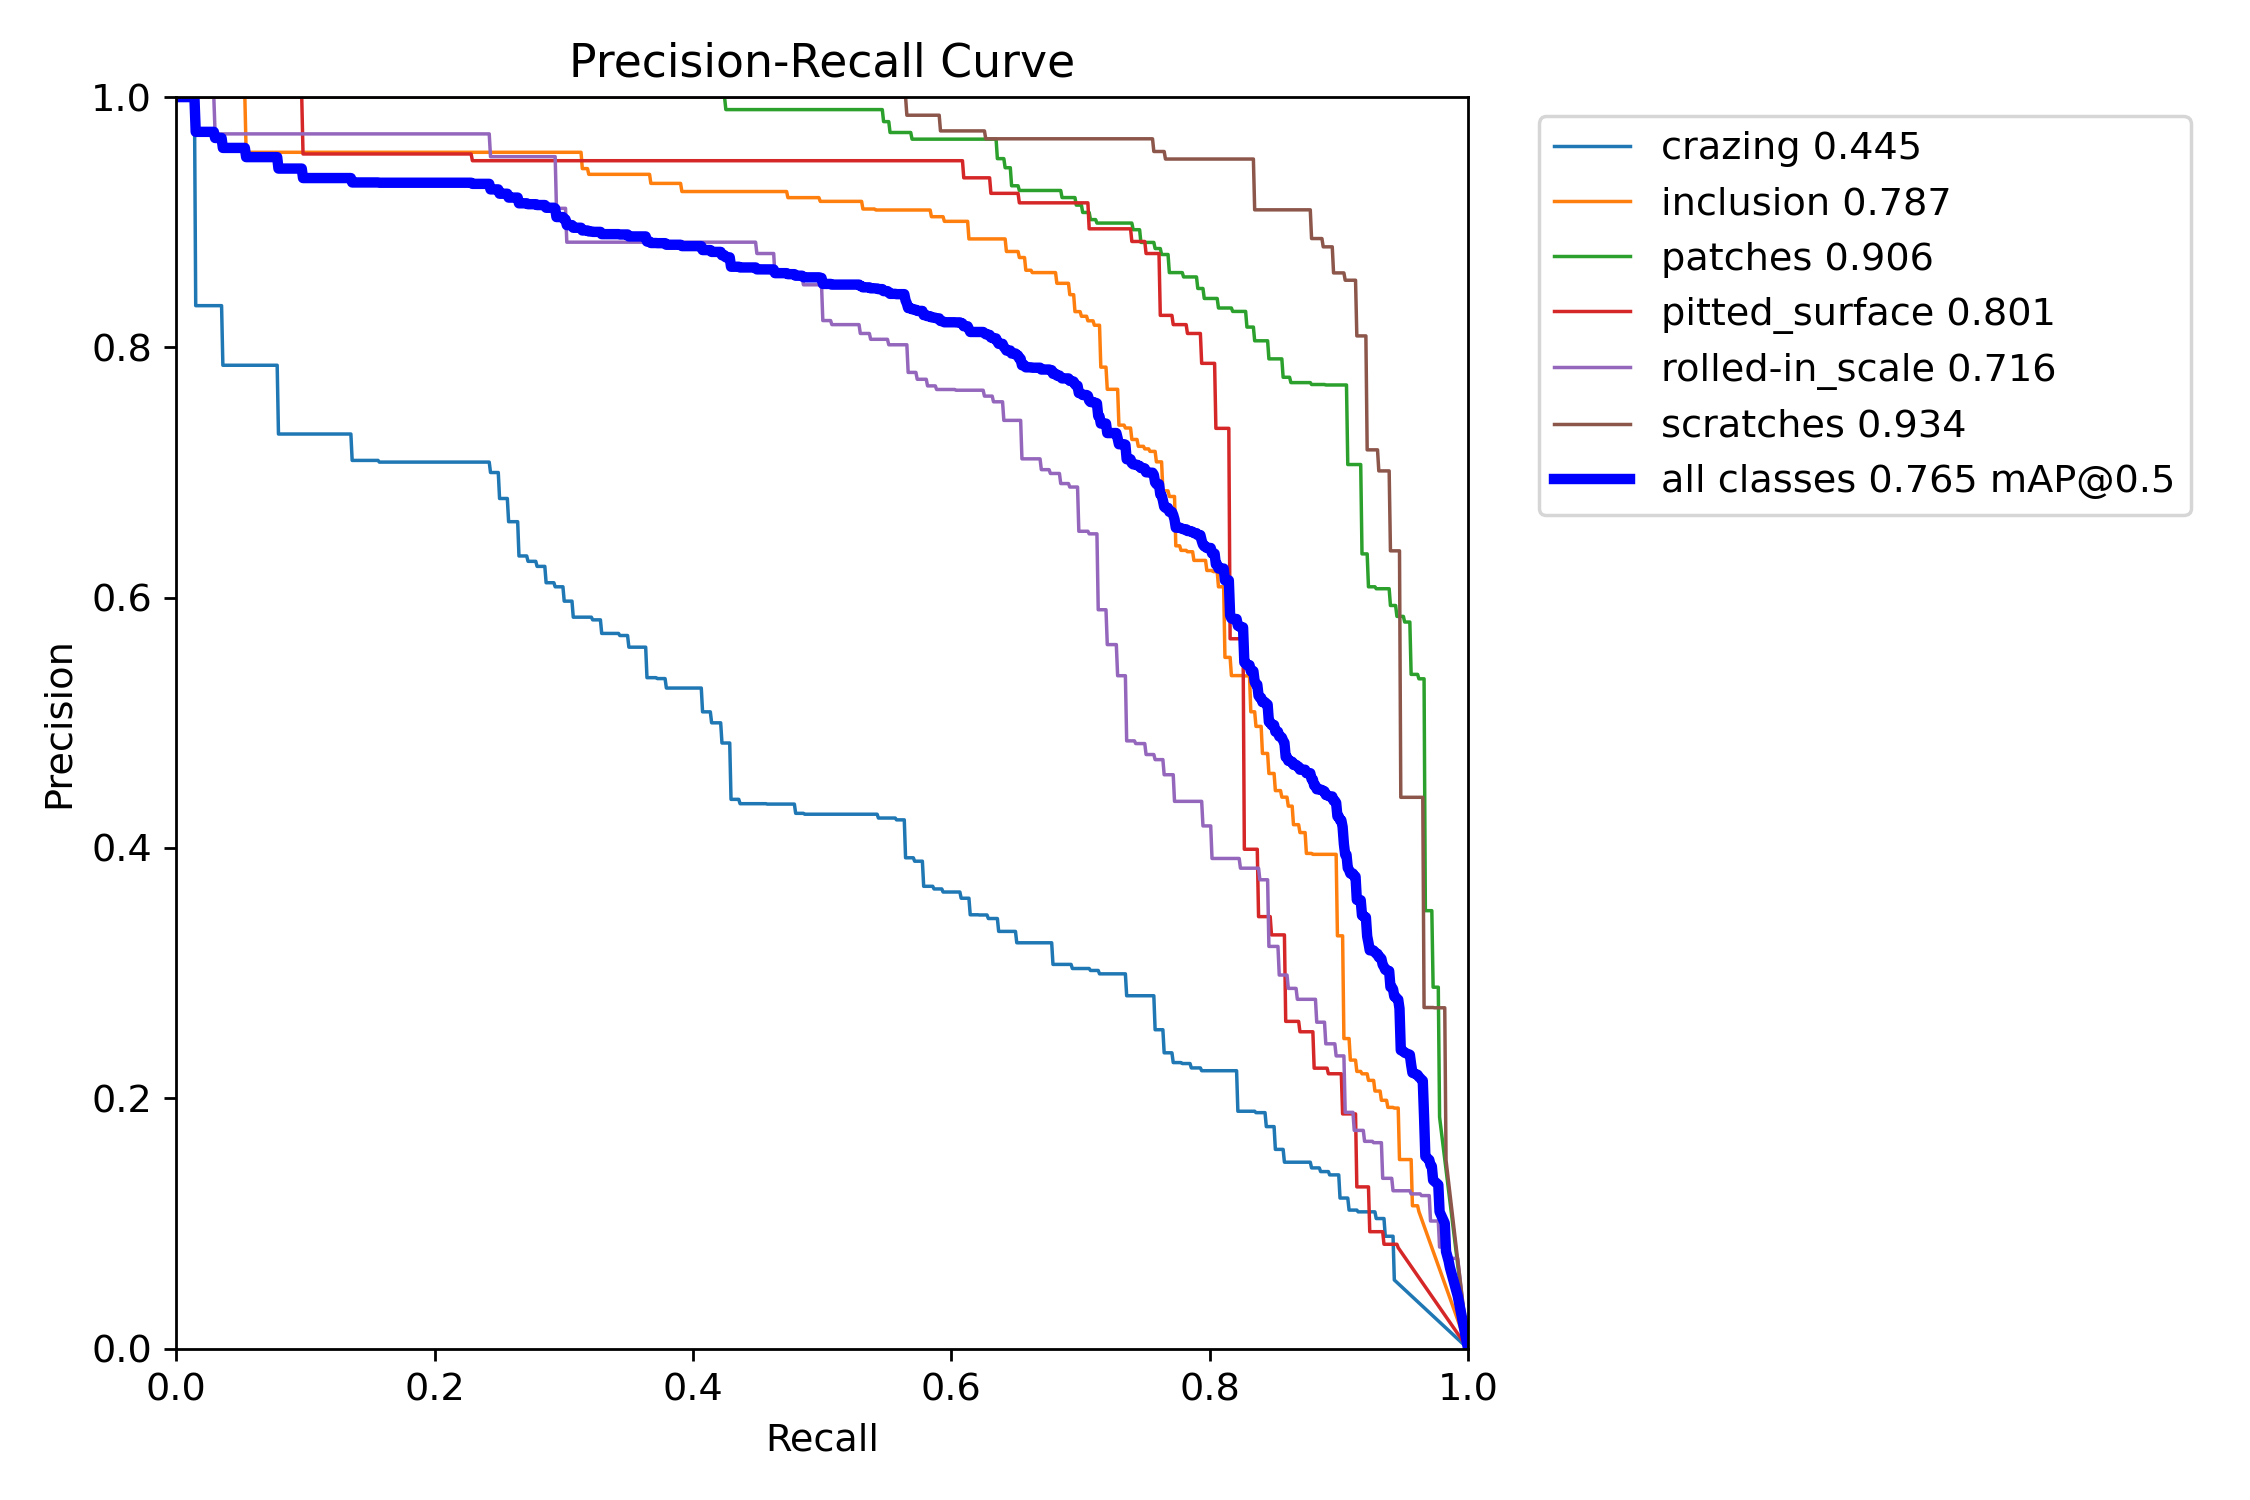 Precision-Recall Curve
1.0
0.8
0.6
0.4
0.2
0.0
Precision
0.0 0.2 0.4 0.6 0.8 1.0
Recall
crazing 0.445
inclusion 0.787
patches 0.906
pitted_surface 0.801
rolled-in_scale 0.716
scratches 0.934
all classes 0.765 mAP@0.5